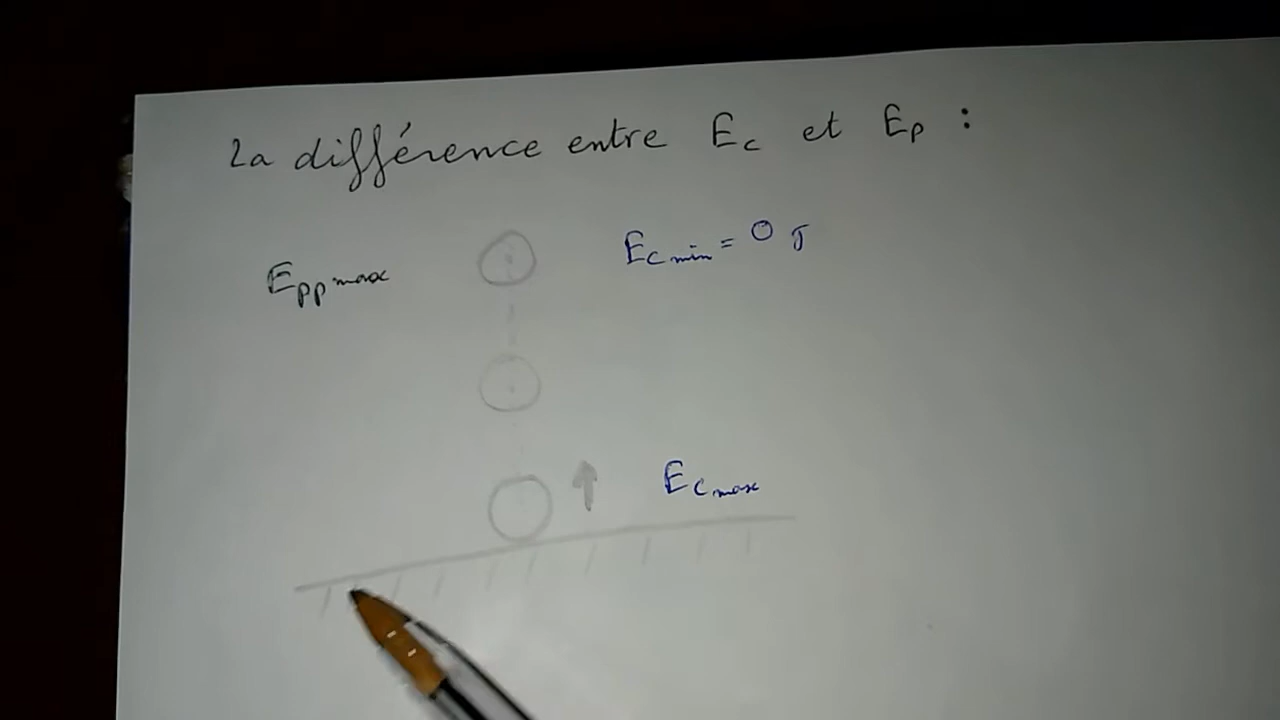 La différence entre Ec et Ep :
Eppmax
Ecmin = 0 J
Ecmax